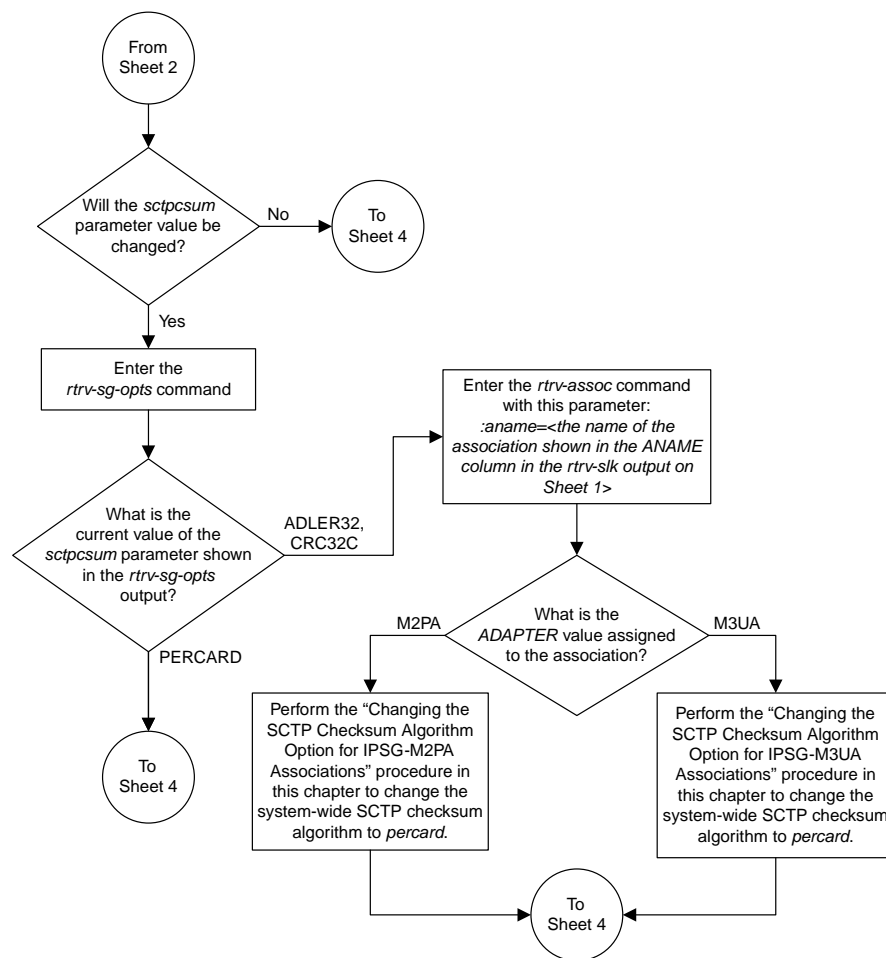 From
Sheet 2
Will the sctpcsum
parameter value be
changed?
No
To
Sheet 4
Yes
Enter the
rtrv-sg-opts command
What is the
current value of the
sctpcsum parameter shown
in the rtrv-sg-opts
output?
ADLER32,
CRC32C
PERCARD
To
Sheet 4
Enter the rtrv-assoc command
with this parameter:
:aname=<the name of the
association shown in the ANAME
column in the rtrv-slk output on
Sheet 1>
What is the
ADAPTER value assigned
to the association?
M2PA
M3UA
Perform the “Changing the
SCTP Checksum Algorithm
Option for IPSG-M2PA
Associations” procedure in
this chapter to change the
system-wide SCTP checksum
algorithm to percard.
Perform the “Changing the
SCTP Checksum Algorithm
Option for IPSG-M3UA
Associations” procedure in
this chapter to change the
system-wide SCTP checksum
algorithm to percard.
To
Sheet 4